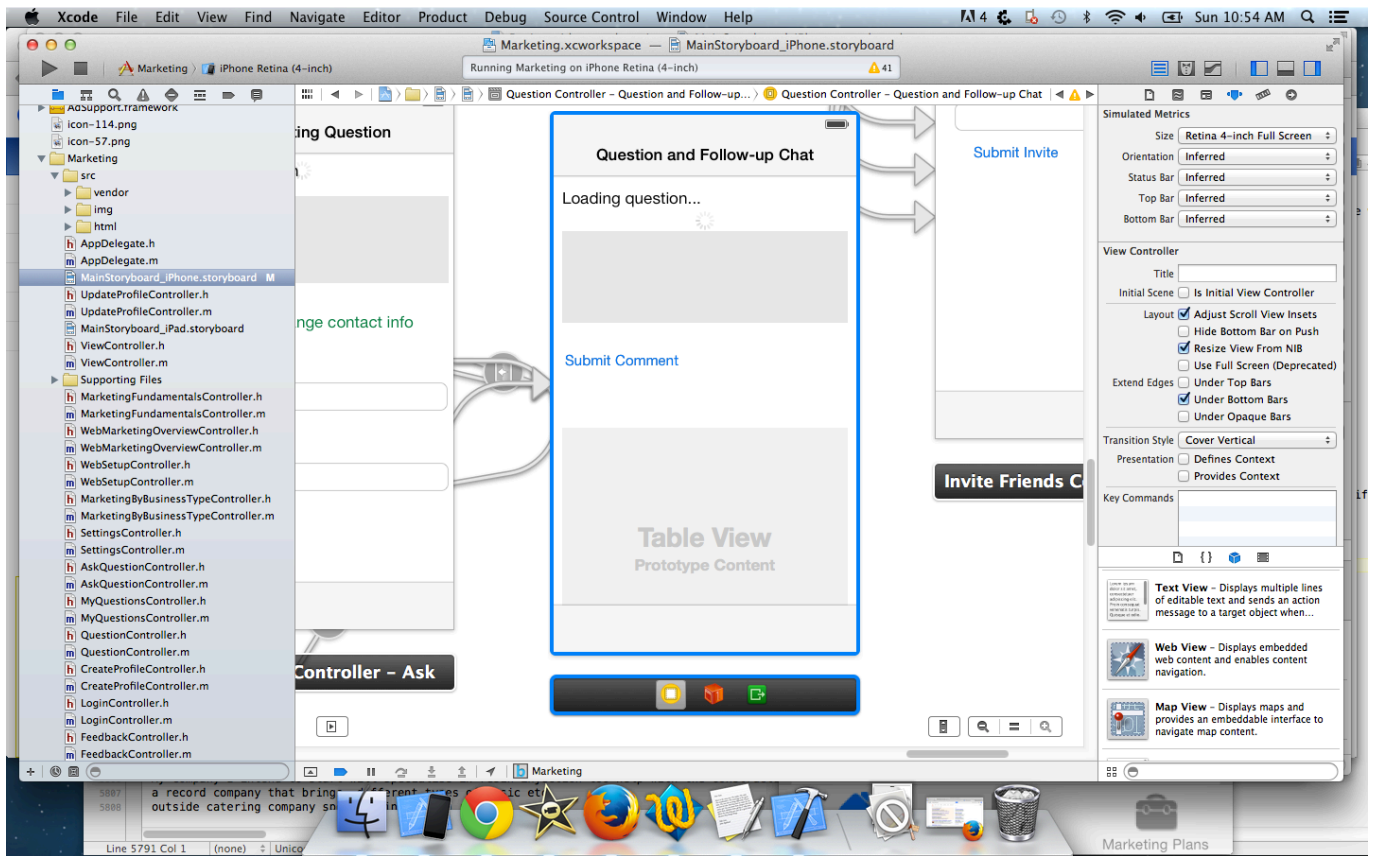 Xcode File Edit View Find Navigate Editor Product Debug Source Control Window Help 4 Sun 10:54 AM
Marketing.xcworkspace — MainStoryboard_iPhone.storyboard
Marketing iPhone Retina (4-inch)
Running Marketing on iPhone Retina (4-inch) 41
Question Controller – Question and Follow-up... Question Controller – Question and Follow-up Chat
AdSupport.framework
icon-114.png
icon-57.png
Marketing
src
vendor
img
html
h AppDelegate.h
m AppDelegate.m
MainStoryboard_iPhone.storyboard M
h UpdateProfileController.h
m UpdateProfileController.m
MainStoryboard_iPad.storyboard
h ViewController.h
m ViewController.m
Supporting Files
h MarketingFundamentalsController.h
m MarketingFundamentalsController.m
h WebMarketingOverviewController.h
m WebMarketingOverviewController.m
h WebSetupController.h
m WebSetupController.m
h MarketingByBusinessTypeController.h
m MarketingByBusinessTypeController.m
h SettingsController.h
m SettingsController.m
h AskQuestionController.h
m AskQuestionController.m
h MyQuestionsController.h
m MyQuestionsController.m
h QuestionController.h
m QuestionController.m
h CreateProfileController.h
m CreateProfileController.m
h LoginController.h
m LoginController.m
h FeedbackController.h
m FeedbackController.m
ting Question
nge contact info
Controller – Ask
Question and Follow-up Chat
Loading question...
Submit Comment
Table View
Prototype Content
Submit Invite
Invite Friends C
Marketing
Simulated Metrics
Size Retina 4-inch Full Screen
Orientation Inferred
Status Bar Inferred
Top Bar Inferred
Bottom Bar Inferred
View Controller
Title
Initial Scene Is Initial View Controller
Layout Adjust Scroll View Insets
Hide Bottom Bar on Push
Resize View From NIB
Use Full Screen (Deprecated)
Extend Edges Under Top Bars
Under Bottom Bars
Under Opaque Bars
Transition Style Cover Vertical
Presentation Defines Context
Provides Context
Key Commands
{ }
Text View – Displays multiple lines
of editable text and sends an action
message to a target object when...
Web View – Displays embedded
web content and enables content
navigation.
Map View – Displays maps and
provides an embeddable interface to
navigate map content.
if
5807 a record company that brings different types
5808 outside catering company
Line 5791 Col 1 (none) Unico
Marketing Plans